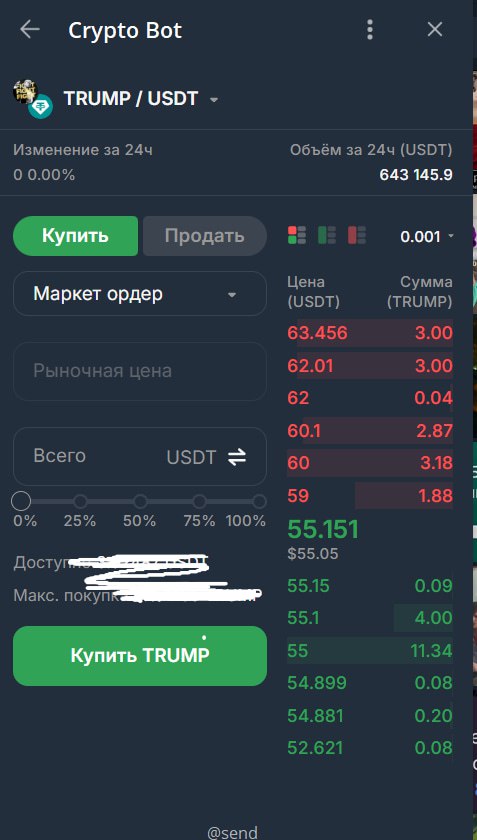 Crypto Bot
TRUMP / USDT
Изменение за 24ч
Объём за 24ч (USDT)
0 0.00%
643 145.9
Купить
Продать
0.001
Маркет ордер
Рыночная цена
Всего
USDT
0% 25% 50% 75% 100%
Макс.
Купить TRUMP
Цена
(USDT)
Сумма
(TRUMP)
63.456 3.00
62.01 3.00
62 0.04
60.1 2.87
60 3.18
59 1.88
55.151
$55.05
55.15 0.09
55.1 4.00
55 11.34
54.899 0.08
54.881 0.20
52.621 0.08
@send